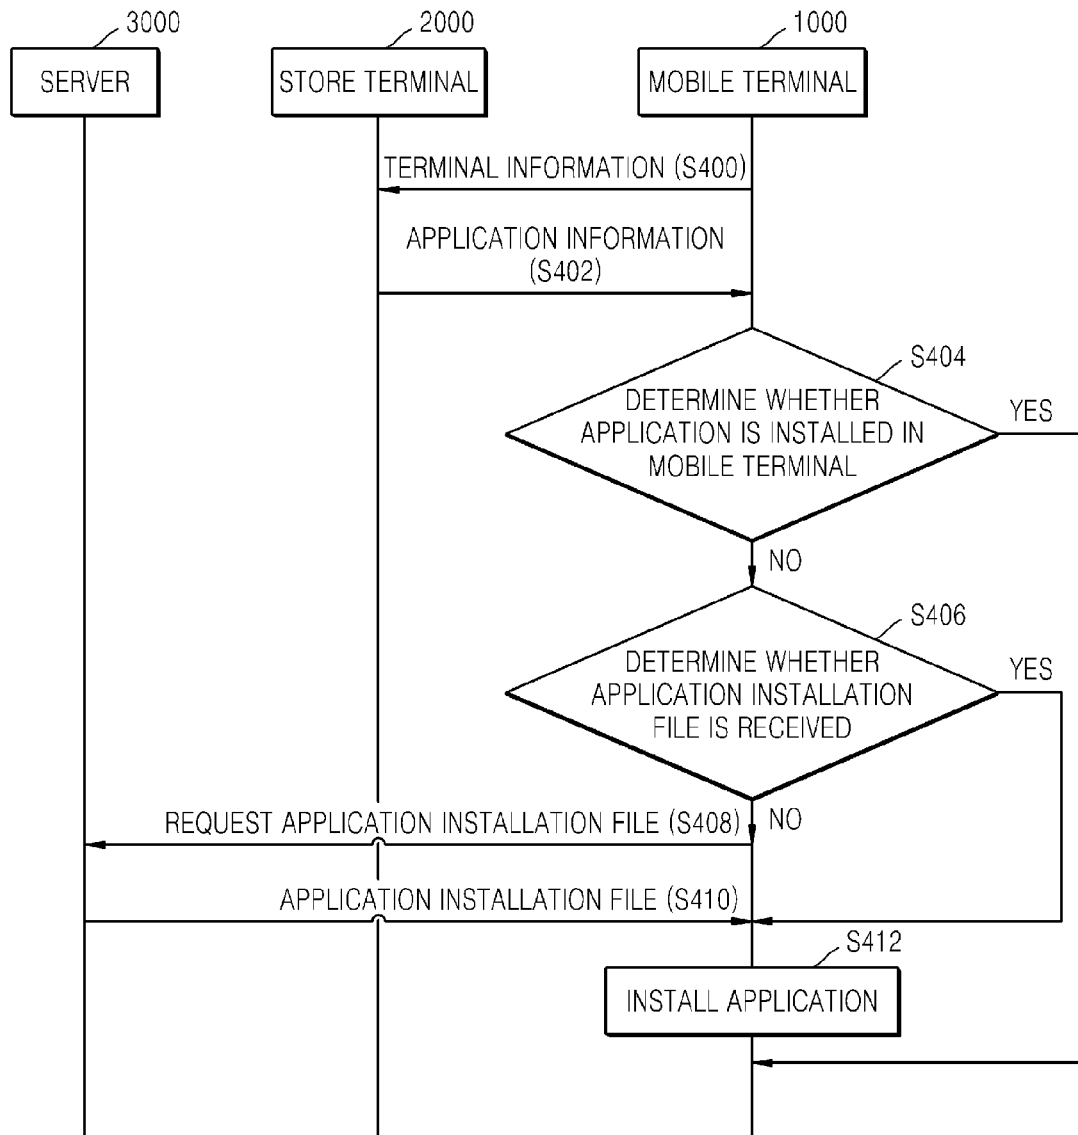 3000
2000
1000
SERVER
STORE TERMINAL
MOBILE TERMINAL
TERMINAL INFORMATION (S400)
APPLICATION INFORMATION
(S402)
S404
DETERMINE WHETHER
APPLICATION IS INSTALLED IN
MOBILE TERMINAL
YES
NO
S406
DETERMINE WHETHER
APPLICATION INSTALLATION
FILE IS RECEIVED
YES
NO
REQUEST APPLICATION INSTALLATION FILE (S408)
APPLICATION INSTALLATION FILE (S410)
S412
INSTALL APPLICATION